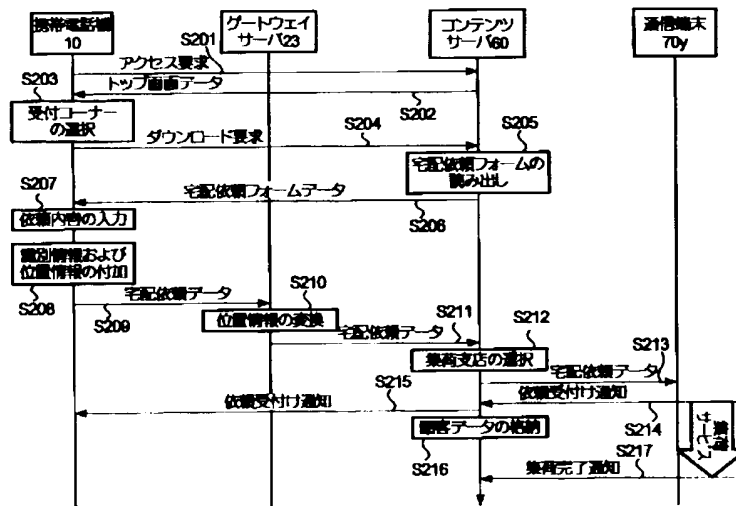 携帯電話機
10
ゲートウェイ
サーバ23
コンテンツ
サーバ60
通信端末
70y
S201
アクセス要求
トップ画面データ
S202
S203
受付コーナー
の選択
S204
ダウンロード要求
S205
宅配依頼フォームの
読み出し
宅配依頼フォームデータ
S206
S207
依頼内容の入力
識別情報および
位置情報の付加
S208
宅配依頼データ
S209
S210
位置情報の変換
S211
宅配依頼データ
S212
集荷支店の選択
S213
宅配依頼データ
依頼受付け通知
S214
S215
依頼受付け通知
顧客データの格納
S216
集荷
サービス
S217
集荷完了通知